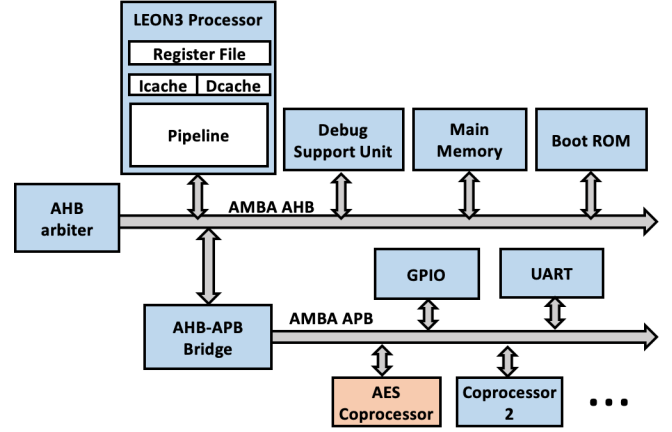 LEON3 Processor
Register File
Icache
Dcache
Pipeline
Debug
Support Unit
Main
Memory
Boot ROM
AHB
arbiter
AMBA AHB
GPIO
UART
AHB-APB
Bridge
AMBA APB
AES
Coprocessor
Coprocessor
2
...